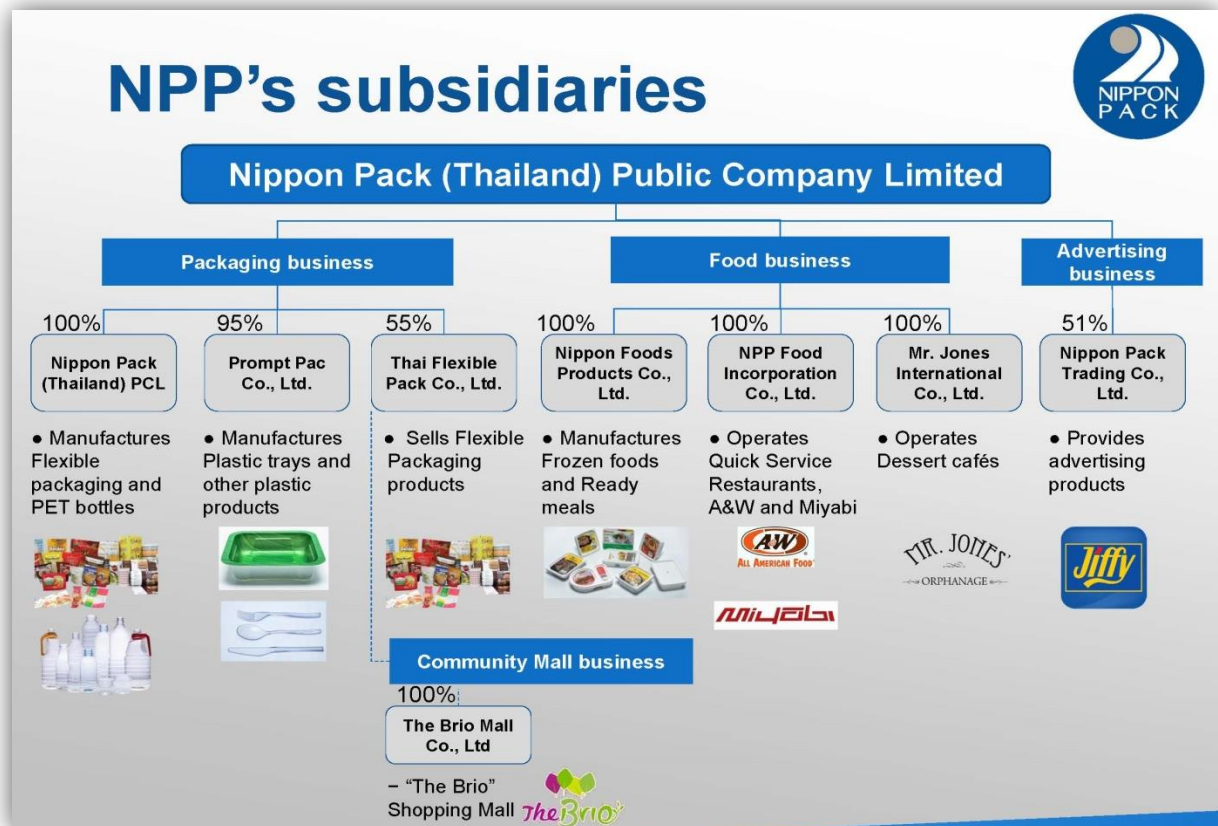 NPP's subsidiaries
NIPPON
PACK
Nippon Pack (Thailand) Public Company Limited
Packaging business
Food business
Advertising
business
100%
Nippon Pack
(Thailand) PCL
● Manufactures
Flexible
packaging and
PET bottles
95%
Prompt Pac
Co., Ltd.
● Manufactures
Plastic trays and
other plastic
products
55%
Thai Flexible
Pack Co., Ltd.
● Sells Flexible
Packaging
products
100%
Nippon Foods
Products Co.,
Ltd.
● Manufactures
Frozen foods
and Ready
meals
100%
NPP Food
Incorporation
Co., Ltd.
● Operates
Quick Service
Restaurants,
A&W and Miyabi
A&W
ALL AMERICAN FOOD
Miyabi
100%
Mr. Jones
International
Co., Ltd.
● Operates
Dessert cafés
MR. JONES'
ORPHANAGE
51%
Nippon Pack
Trading Co.,
Ltd.
● Provides
advertising
products
Jiffy
Community Mall business
100%
The Brio Mall
Co., Ltd
– “The Brio”
Shopping Mall
The Brio